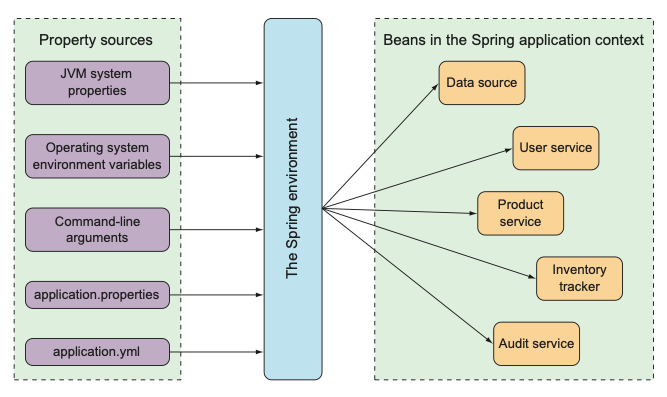 Property sources
JVM system
properties
Operating system
environment variables
Command-line
arguments
application.properties
application.yml
The Spring environment
Beans in the Spring application context
Data source
User service
Product
service
Inventory
tracker
Audit service